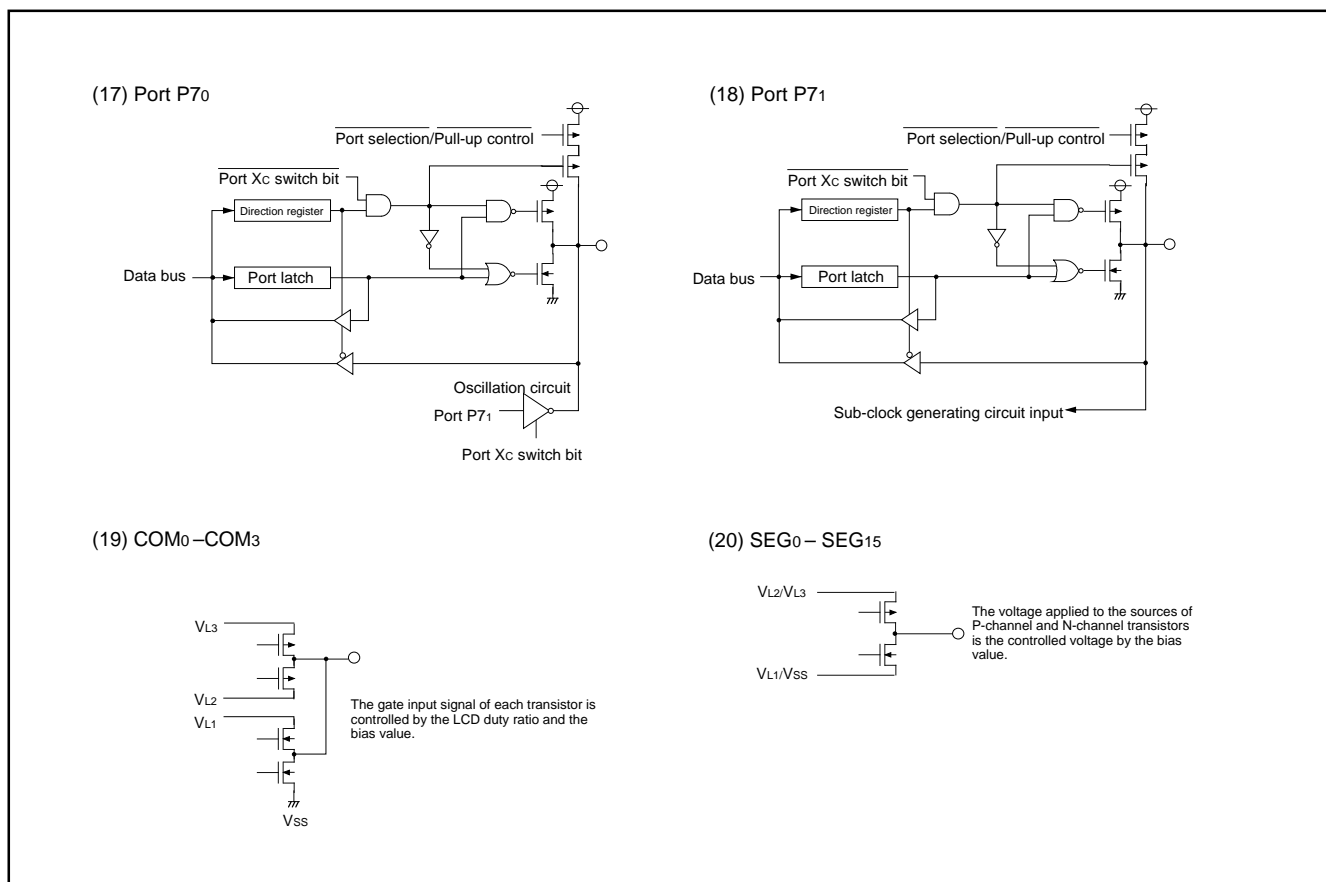 (17) Port P70
Port selection/Pull-up control
Port XC switch bit
Direction register
Data bus
Port latch
Oscillation circuit
Port P71
Port XC switch bit
(18) Port P71
Port selection/Pull-up control
Port XC switch bit
Direction register
Data bus
Port latch
Sub-clock generating circuit input
(19) COM0–COM3
VL3
VL2
VL1
VSS
The gate input signal of each transistor is
controlled by the LCD duty ratio and the
bias value.
(20) SEG0 – SEG15
VL2/VL3
VL1/VSS
The voltage applied to the sources of
P-channel and N-channel transistors
is the controlled voltage by the bias
value.